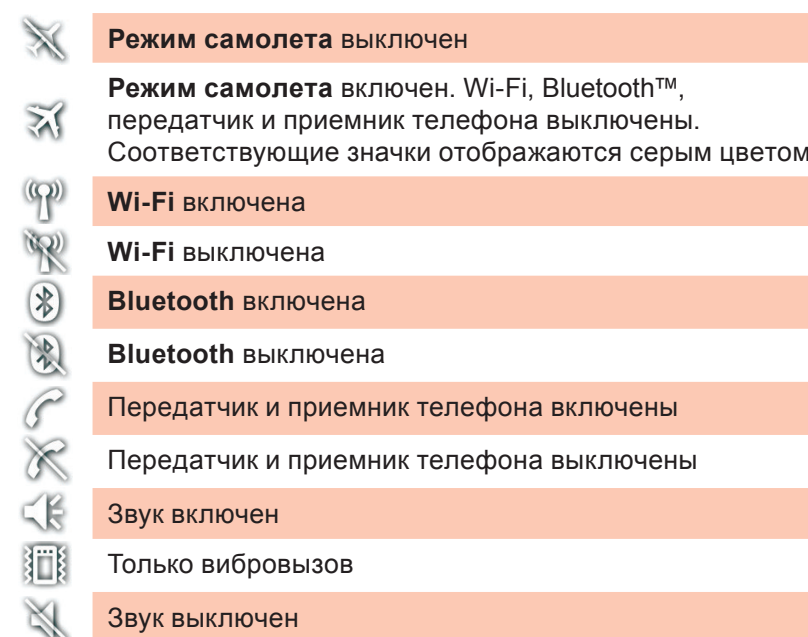 Режим самолета выключен
Режим самолета включен. Wi-Fi, Bluetooth™,
передатчик и приемник телефона выключены.
Соответствующие значки отображаются серым цветом
Wi-Fi включена
Wi-Fi выключена
Bluetooth включена
Bluetooth выключена
Передатчик и приемник телефона включены
Передатчик и приемник телефона выключены
Звук включен
Только вибровызов
Звук выключен